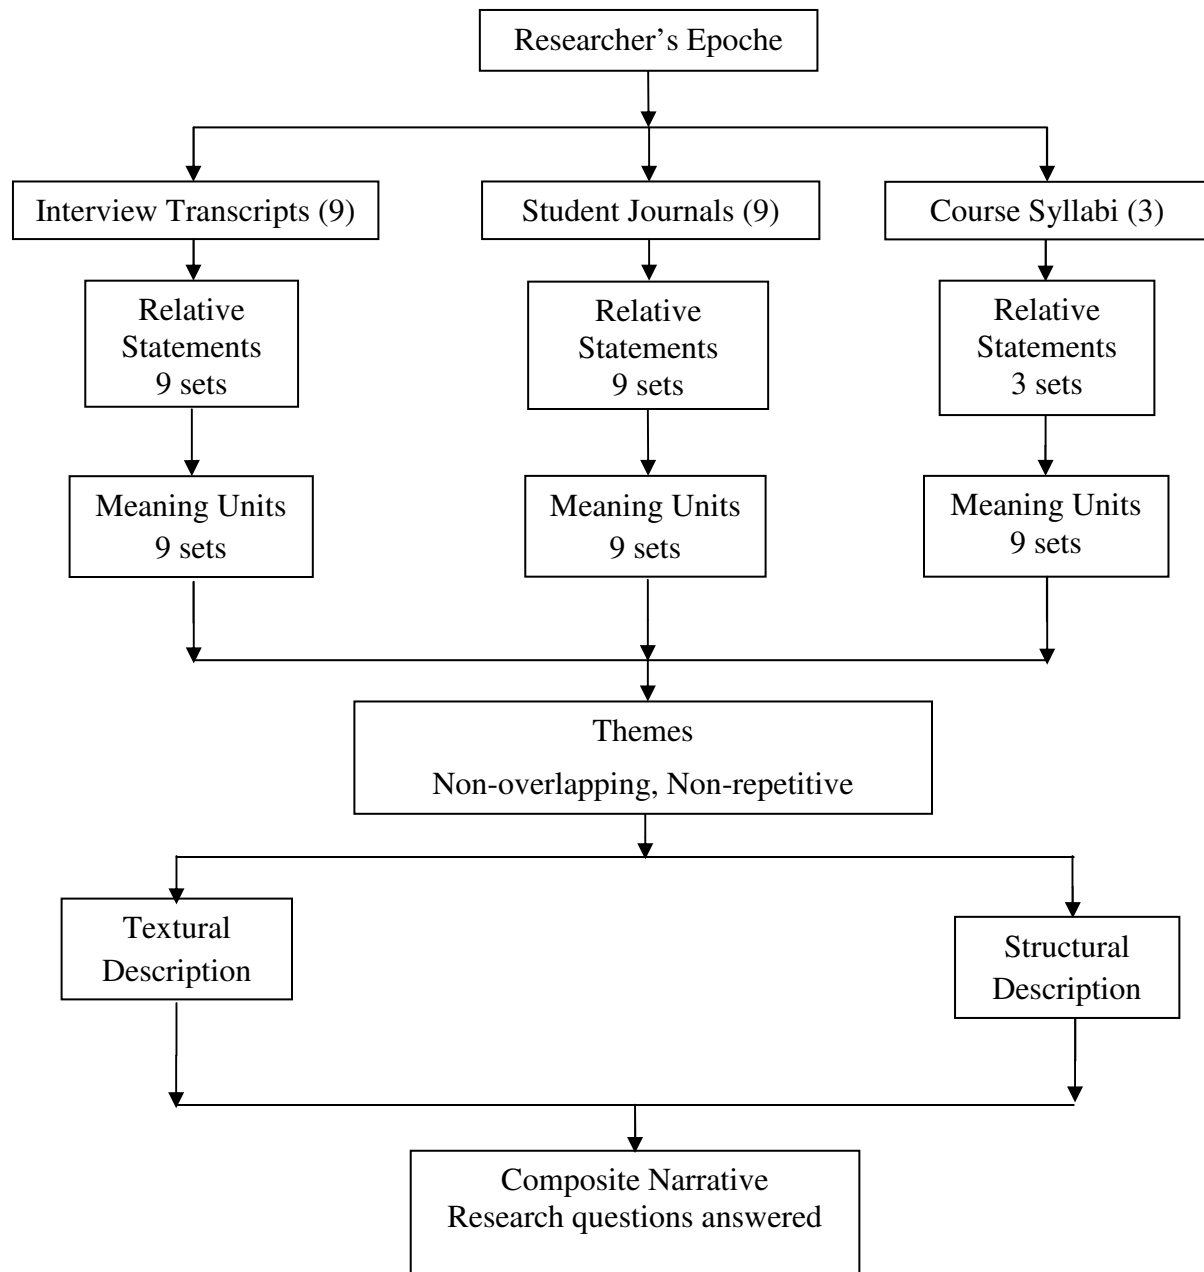 Researcher’s Epoche
Interview Transcripts (9)
Student Journals (9)
Course Syllabi (3)
Relative
Statements
9 sets
Relative
Statements
9 sets
Relative
Statements
3 sets
Meaning Units
9 sets
Meaning Units
9 sets
Meaning Units
9 sets
Themes
Non-overlapping, Non-repetitive
Textural
Description
Structural
Description
Composite Narrative
Research questions answered